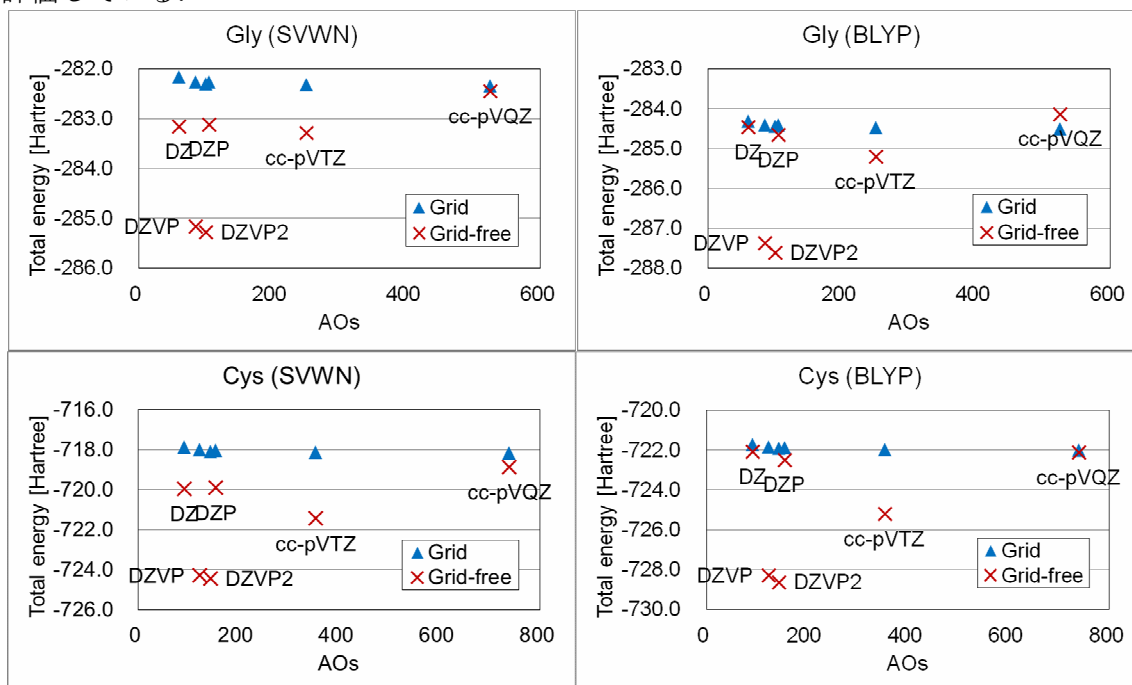 評価している.
Gly (SVWN)
Total energy [Hartree]
-282.0
-283.0
-284.0
-285.0
-286.0
DZ
DZP
cc-pVTZ
cc-pVQZ
DZVP
DZVP2
Grid
Grid-free
0 200 400 600
AOs
Gly (BLYP)
Total energy [Hartree]
-283.0
-284.0
-285.0
-286.0
-287.0
-288.0
DZ
DZP
cc-pVTZ
cc-pVQZ
DZVP
DZVP2
Grid
Grid-free
0 200 400 600
AOs
Cys (SVWN)
Total energy [Hartree]
-716.0
-718.0
-720.0
-722.0
-724.0
-726.0
DZ
DZP
cc-pVTZ
cc-pVQZ
DZVP
DZVP2
Grid
Grid-free
0 200 400 600 800
AOs
Cys (BLYP)
Total energy [Hartree]
-720.0
-722.0
-724.0
-726.0
-728.0
-730.0
DZ
DZP
cc-pVTZ
cc-pVQZ
DZVP
DZVP2
Grid
Grid-free
0 200 400 600 800
AOs